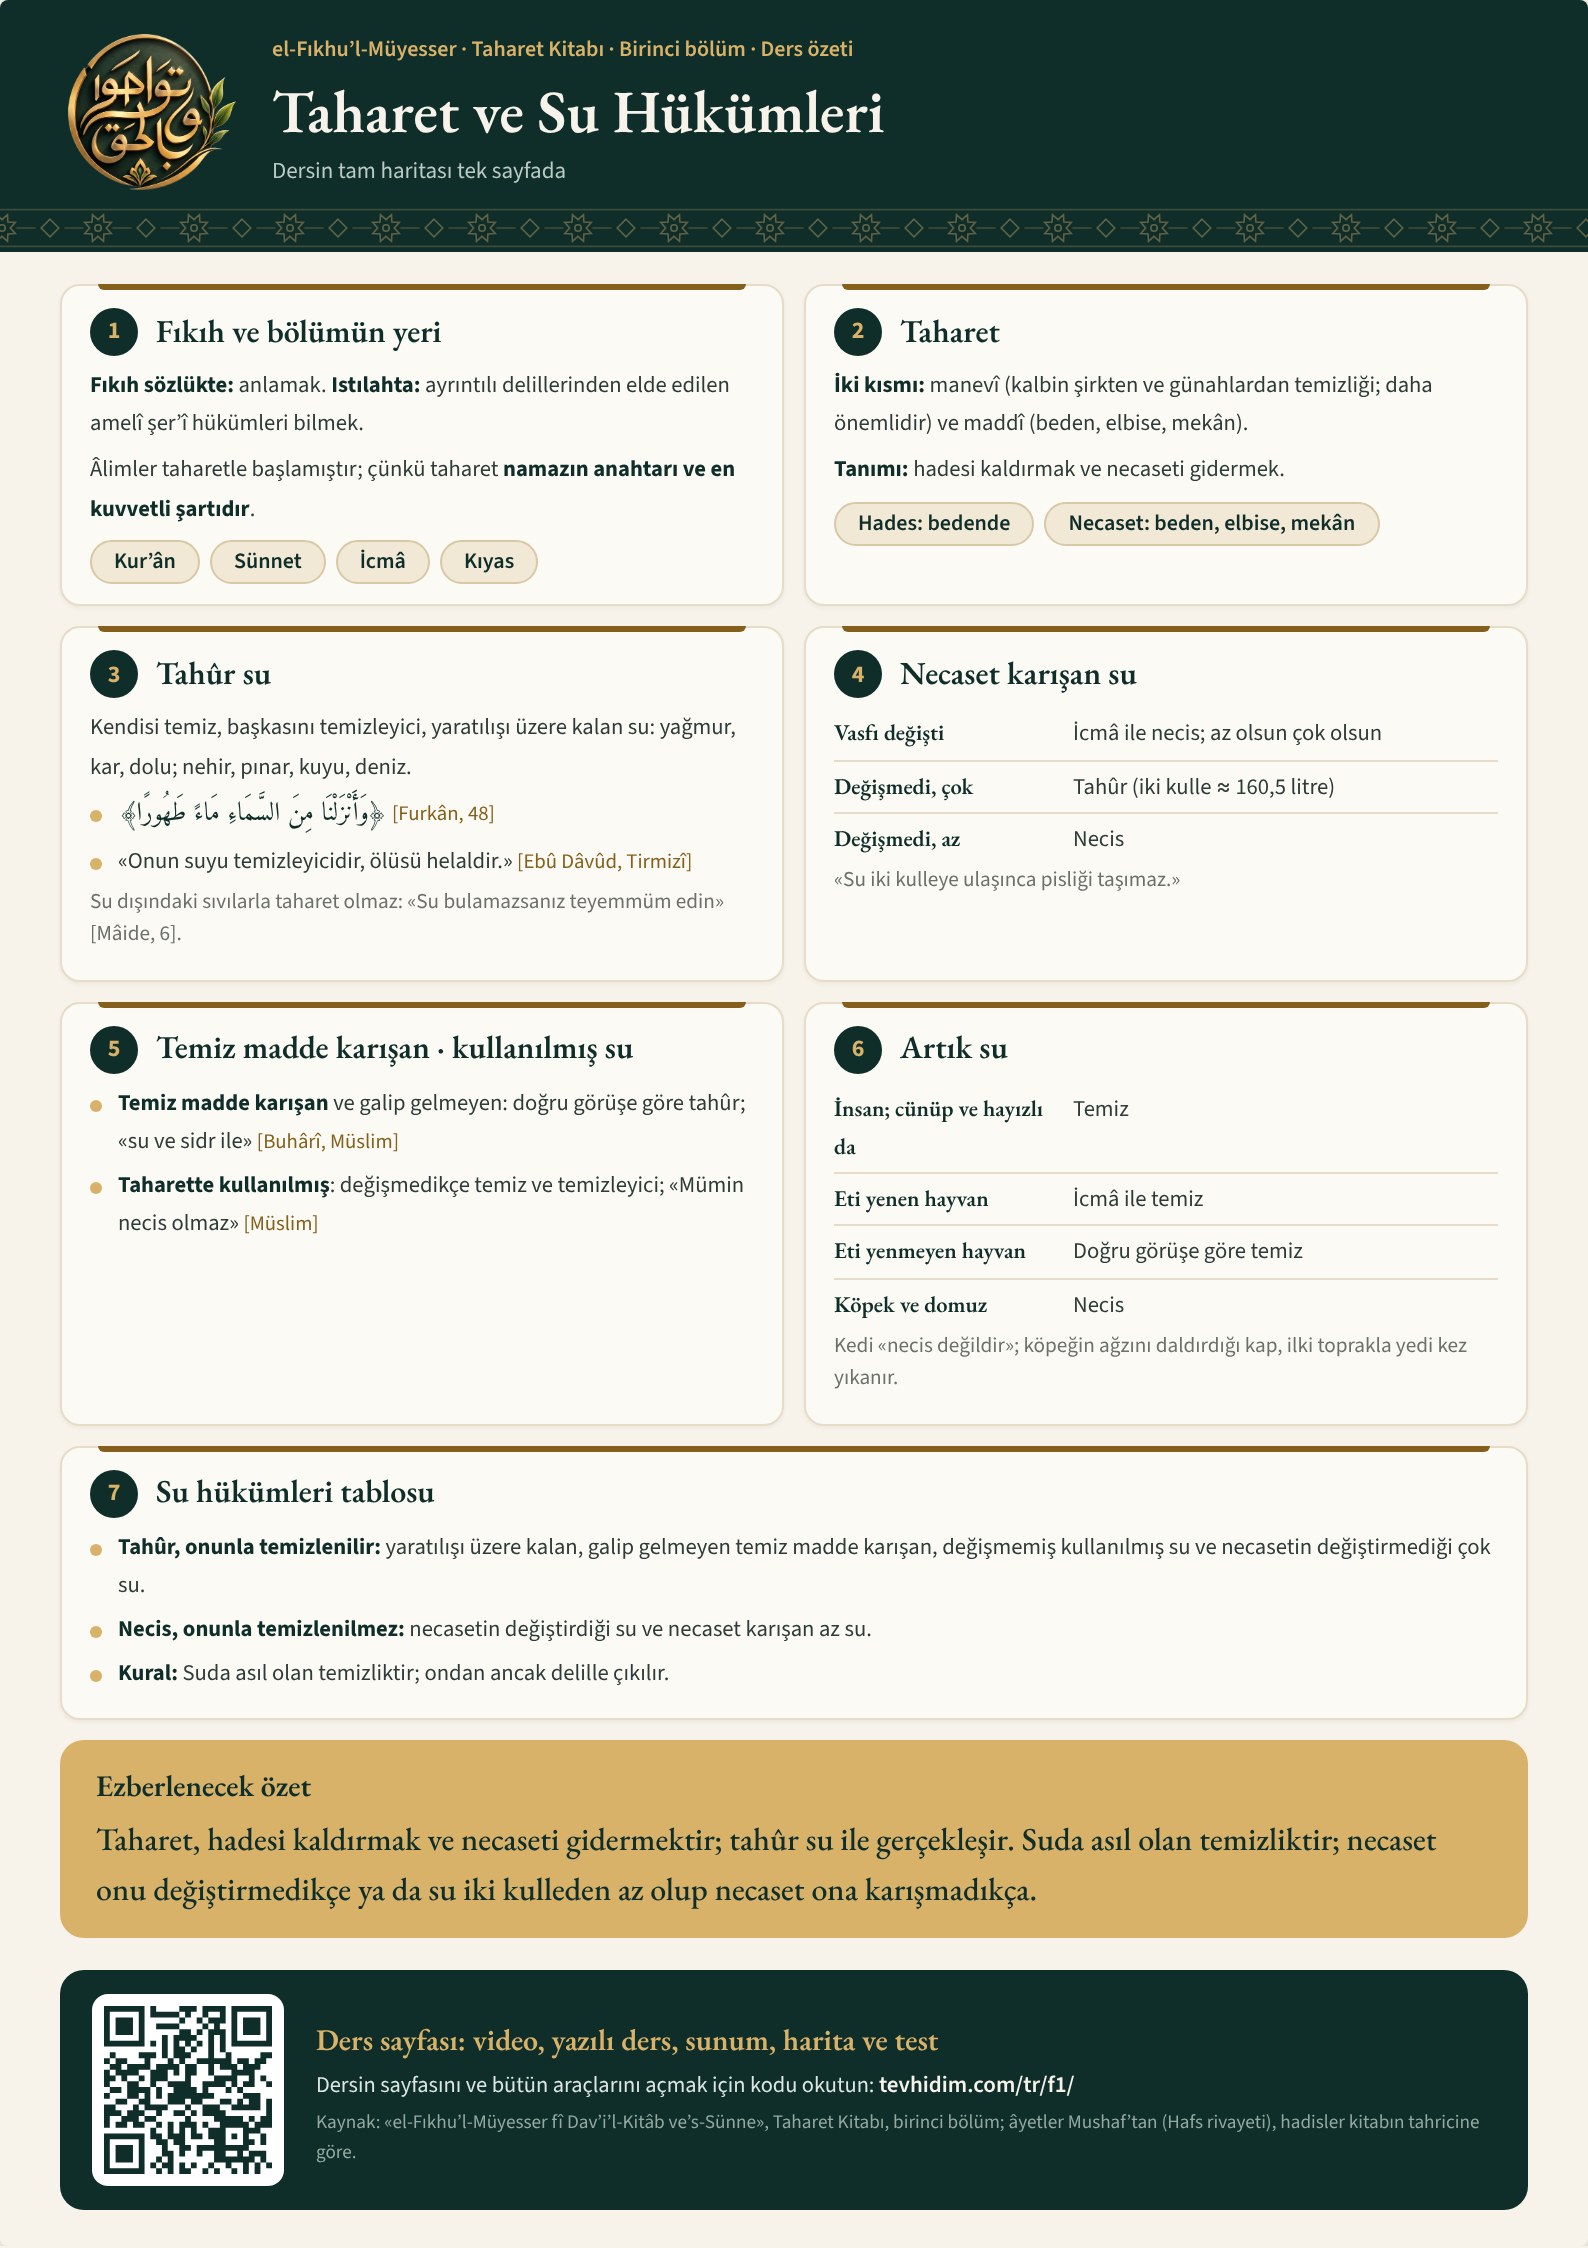 وتواصوا بالحق
el-Fıkhu’l-Müyesser · Taharet Kitabı · Birinci bölüm · Ders özeti
Taharet ve Su Hükümleri
Dersin tam haritası tek sayfada
1 Fıkıh ve bölümün yeri
Fıkıh sözlükte: anlamak. Istılahta: ayrıntılı delillerinden elde edilen
amelî şer’î hükümleri bilmek.
Âlimler taharetle başlamıştır; çünkü taharet namazın anahtarı ve en
kuvvetli şartıdır.
Kur’ân Sünnet İcmâ Kıyas
2 Taharet
İki kısmı: manevî (kalbin şirkten ve günahlardan temizliği; daha
önemlidir) ve maddî (beden, elbise, mekân).
Tanımı: hadesi kaldırmak ve necaseti gidermek.
Hades: bedende Necaset: beden, elbise, mekân
3 Tahûr su
Kendisi temiz, başkasını temizleyici, yaratılışı üzere kalan su: yağmur,
kar, dolu; nehir, pınar, kuyu, deniz.
﴿وَأَنْزَلْنَا مِنَ السَّمَاءِ مَاءً طَهُورًا﴾ [Furkân, 48]
«Onun suyu temizleyicidir, ölüsü helaldir.» [Ebû Dâvûd, Tirmizî]
Su dışındaki sıvılarla taharet olmaz: «Su bulamazsanız teyemmüm edin»
[Mâide, 6].
4 Necaset karışan su
Vasfı değişti İcmâ ile necis; az olsun çok olsun
Değişmedi, çok Tahûr (iki kulle ≈ 160,5 litre)
Değişmedi, az Necis
«Su iki kulleye ulaşınca pisliği taşımaz.»
5 Temiz madde karışan · kullanılmış su
Temiz madde karışan ve galip gelmeyen: doğru görüşe göre tahûr;
«su ve sidr ile» [Buhârî, Müslim]
Taharette kullanılmış: değişmedikçe temiz ve temizleyici; «Mümin
necis olmaz» [Müslim]
6 Artık su
İnsan; cünüp ve hayızlı Temiz
da
Eti yenen hayvan İcmâ ile temiz
Eti yenmeyen hayvan Doğru görüşe göre temiz
Köpek ve domuz Necis
Kedi «necis değildir»; köpeğin ağzını daldırdığı kap, ilki toprakla yedi kez
yıkanır.
7 Su hükümleri tablosu
Tahûr, onunla temizlenilir: yaratılışı üzere kalan, galip gelmeyen temiz madde karışan, değişmemiş kullanılmış su ve necasetin değiştirmediği çok
su.
Necis, onunla temizlenilmez: necasetin değiştirdiği su ve necaset karışan az su.
Kural: Suda asıl olan temizliktir; ondan ancak delille çıkılır.
Ezberlenecek özet
Taharet, hadesi kaldırmak ve necaseti gidermektir; tahûr su ile gerçekleşir. Suda asıl olan temizliktir; necaset
onu değiştirmedikçe ya da su iki kulleden az olup necaset ona karışmadıkça.
Ders sayfası: video, yazılı ders, sunum, harita ve test
Dersin sayfasını ve bütün araçlarını açmak için kodu okutun: tevhidim.com/tr/f1/
Kaynak: «el-Fıkhu’l-Müyesser fî Dav’i’l-Kitâb ve’s-Sünne», Taharet Kitabı, birinci bölüm; âyetler Mushaf’tan (Hafs rivayeti), hadisler kitabın tahricine
göre.